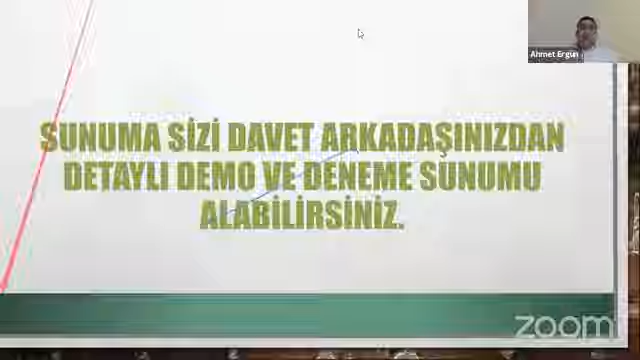 Ahmet Ergün
SUNUMA SİZİ DAVET ARKADAŞINIZDAN
DETAYLI DEMO VE DENEME SUNUMU
ALABİLİRSİNİZ.
zoom